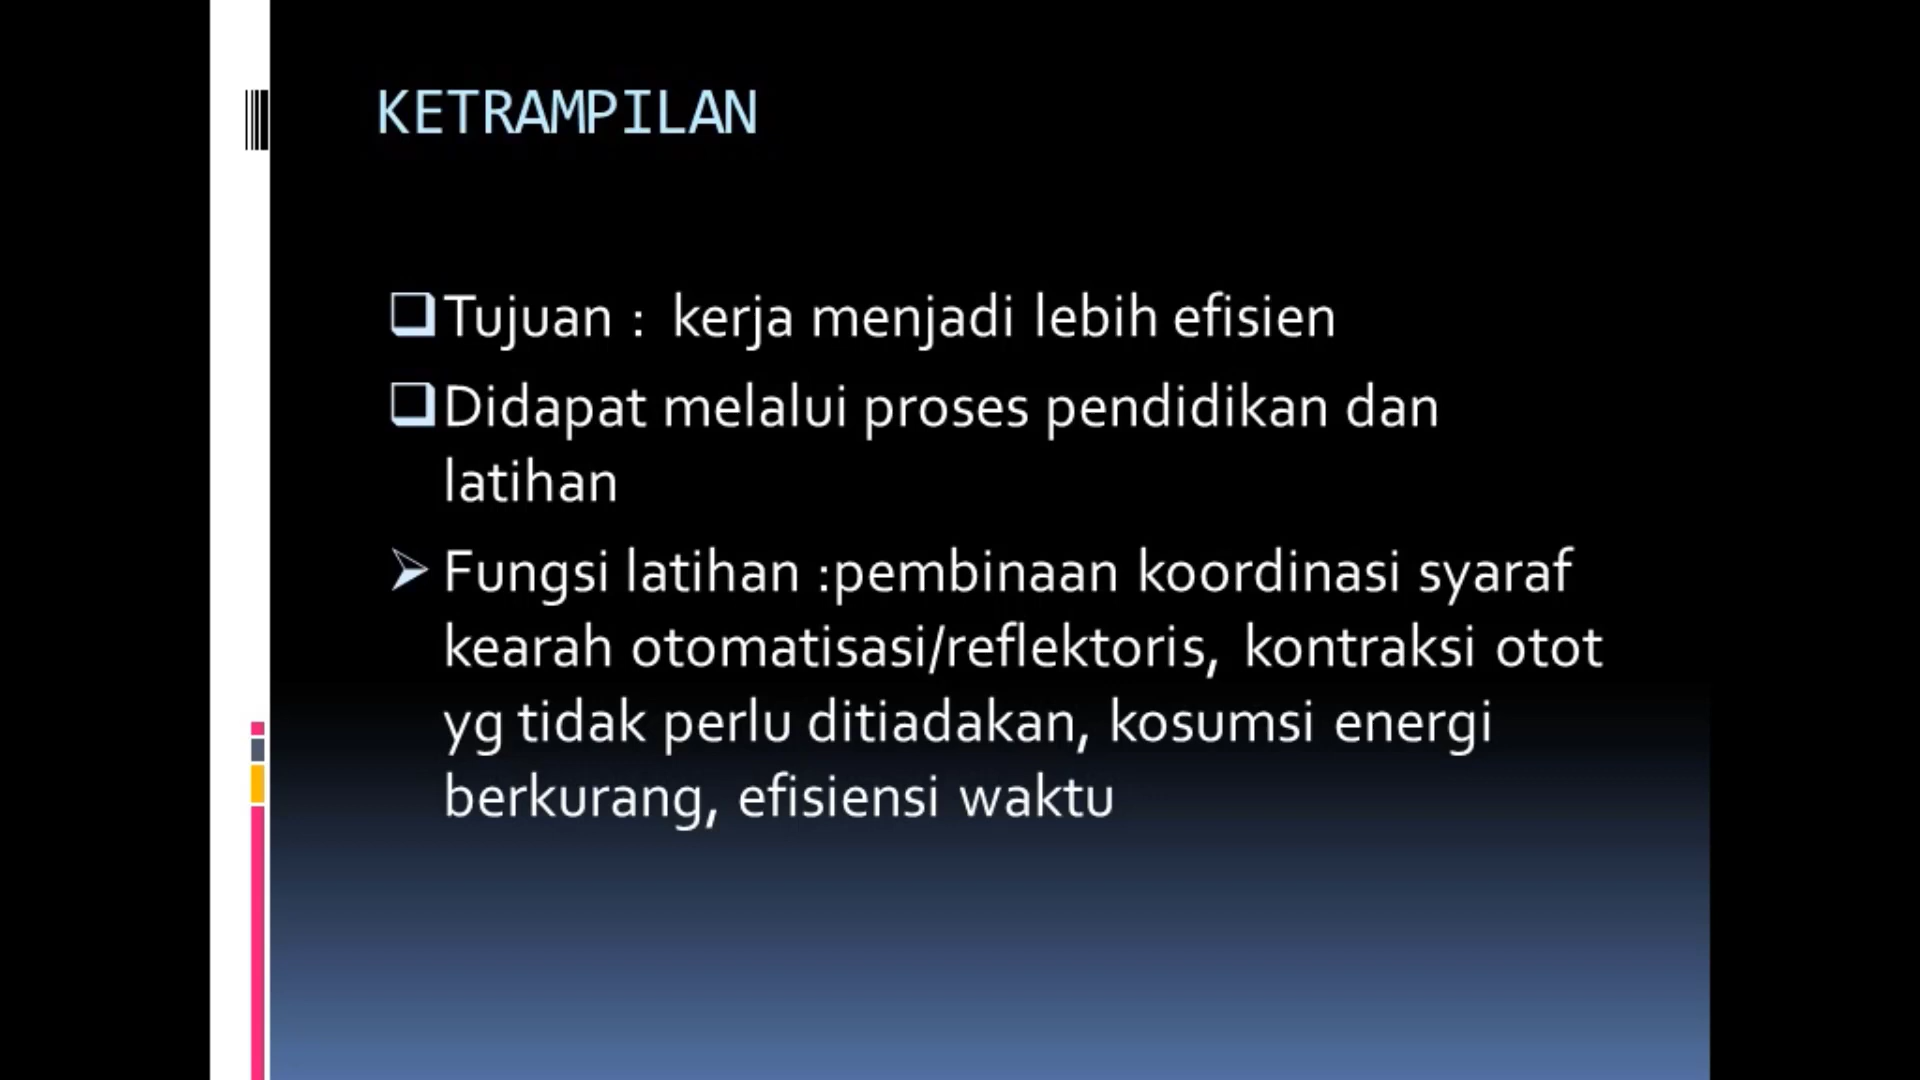 KETRAMPILAN
Tujuan : kerja menjadi lebih efisien
Didapat melalui proses pendidikan dan
latihan
Fungsi latihan :pembinaan koordinasi syaraf
kearah otomatisasi/reflektoris, kontraksi otot
yg tidak perlu ditiadakan, kosumsi energi
berkurang, efisiensi waktu